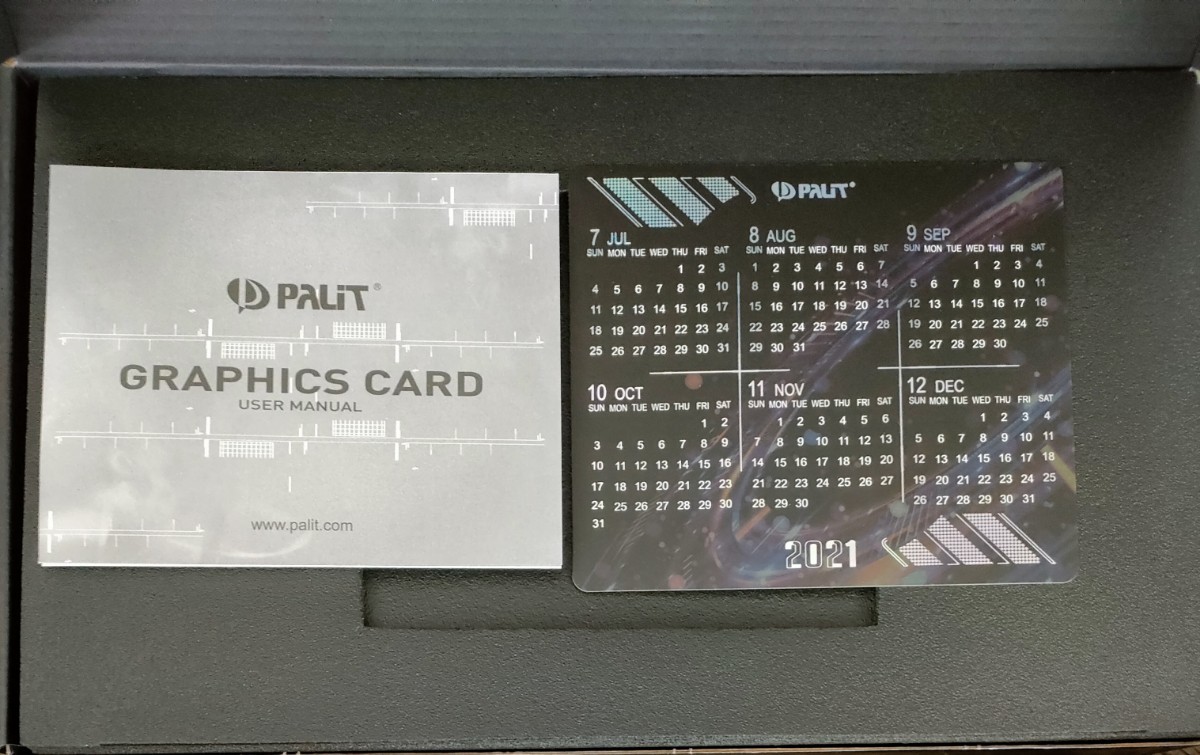 PALIT
GRAPHICS CARD
USER MANUAL
www.palit.com
PALIT
7 JUL
SUN MON TUE WED THU FRI SAT
1 2 3
4 5 6 7 8 9 10
11 12 13 14 15 16 17
18 19 20 21 22 23 24
25 26 27 28 29 30 31
8 AUG
SUN MON TUE WED THU FRI SAT
1 2 3 4 5 6 7
8 9 10 11 12 13 14
15 16 17 18 19 20 21
22 23 24 25 26 27 28
29 30 31
9 SEP
SUN MON TUE WED THU FRI SAT
1 2 3 4
5 6 7 8 9 10 11
12 13 14 15 16 17 18
19 20 21 22 23 24 25
26 27 28 29 30
10 OCT
SUN MON TUE WED THU FRI SAT
1 2
3 4 5 6 7 8 9
10 11 12 13 14 15 16
17 18 19 20 21 22 23
24 25 26 27 28 29 30
31
11 NOV
SUN MON TUE WED THU FRI SAT
1 2 3 4 5 6
7 8 9 10 11 12 13
14 15 16 17 18 19 20
21 22 23 24 25 26 27
28 29 30
12 DEC
SUN MON TUE WED THU FRI SAT
1 2 3 4
5 6 7 8 9 10 11
12 13 14 15 16 17 18
19 20 21 22 23 24 25
26 27 28 29 30 31
2021